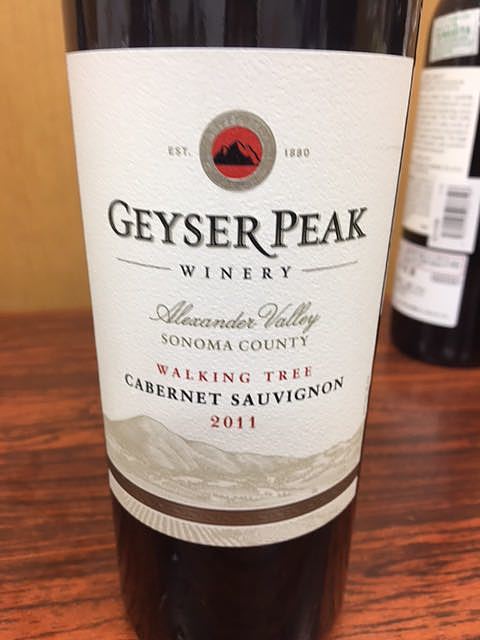 EST. 1880
GEYSER PEAK
WINERY
Alexander Valley
SONOMA COUNTY
WALKING TREE
CABERNET SAUVIGNON
2011